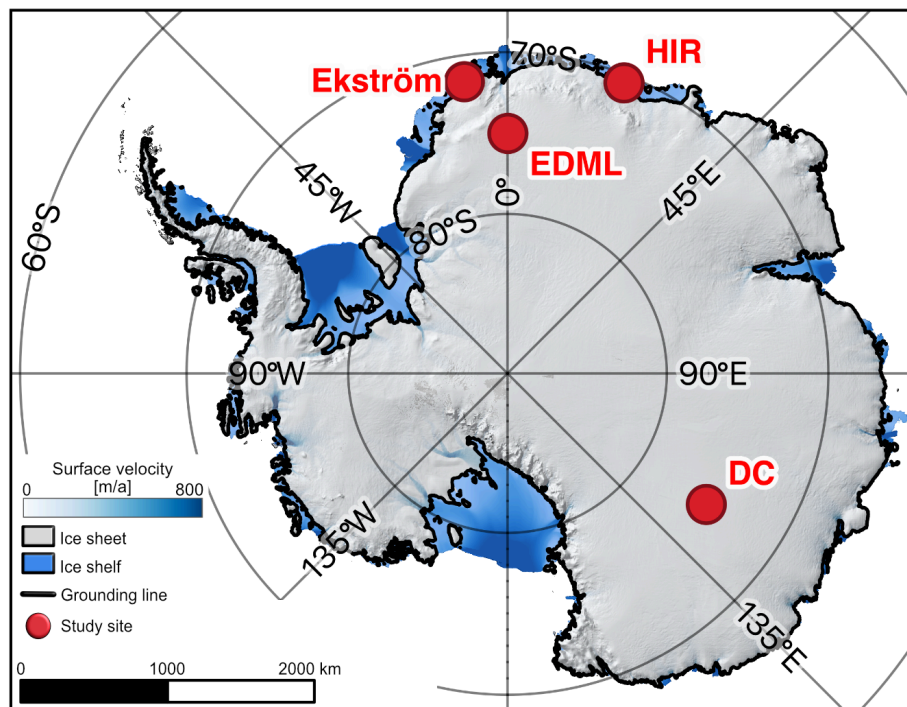 70°S
HIR
Ekström
EDML
0°
45°W
45°E
80°S
60°S
90°W
90°E
DC
135°W
135°E
Surface velocity
[m/a]
0 800
Ice sheet
Ice shelf
Grounding line
Study site
0 1000 2000 km